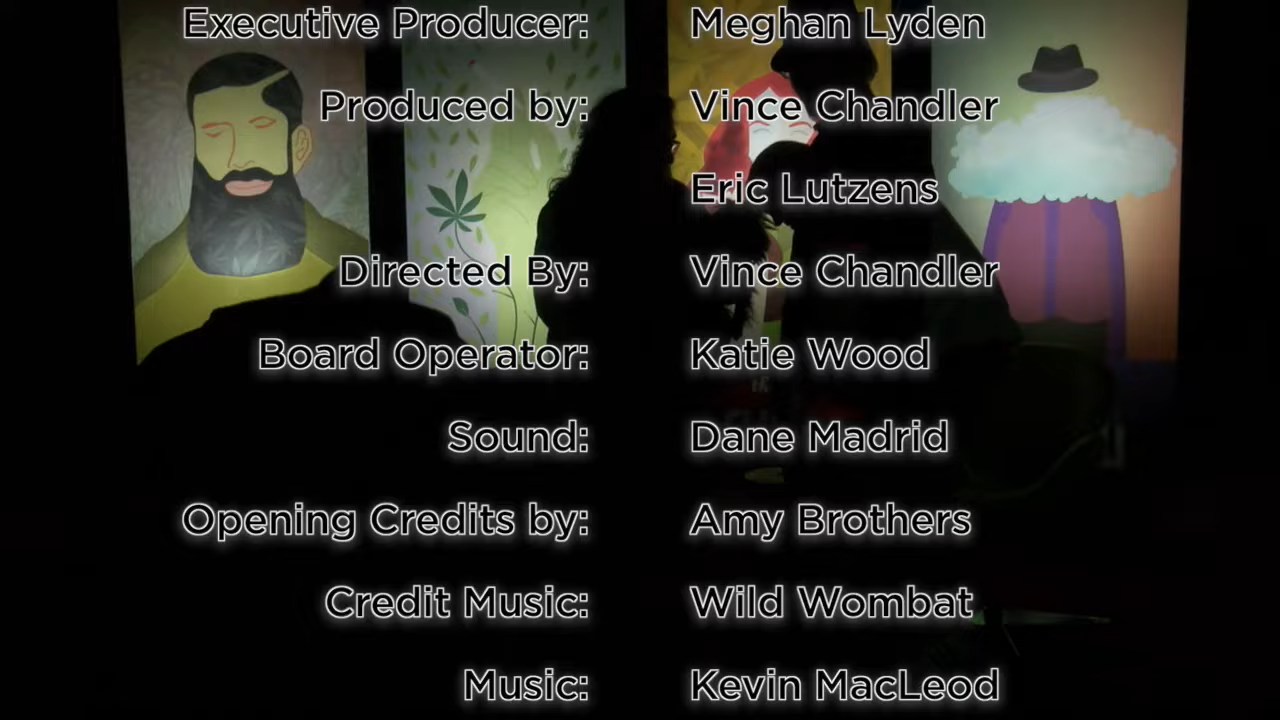 Executive Producer: Meghan Lyden
Produced by: Vince Chandler
Eric Lutzens
Directed By: Vince Chandler
Board Operator: Katie Wood
Sound: Dane Madrid
Opening Credits by: Amy Brothers
Credit Music: Wild Wombat
Music: Kevin MacLeod